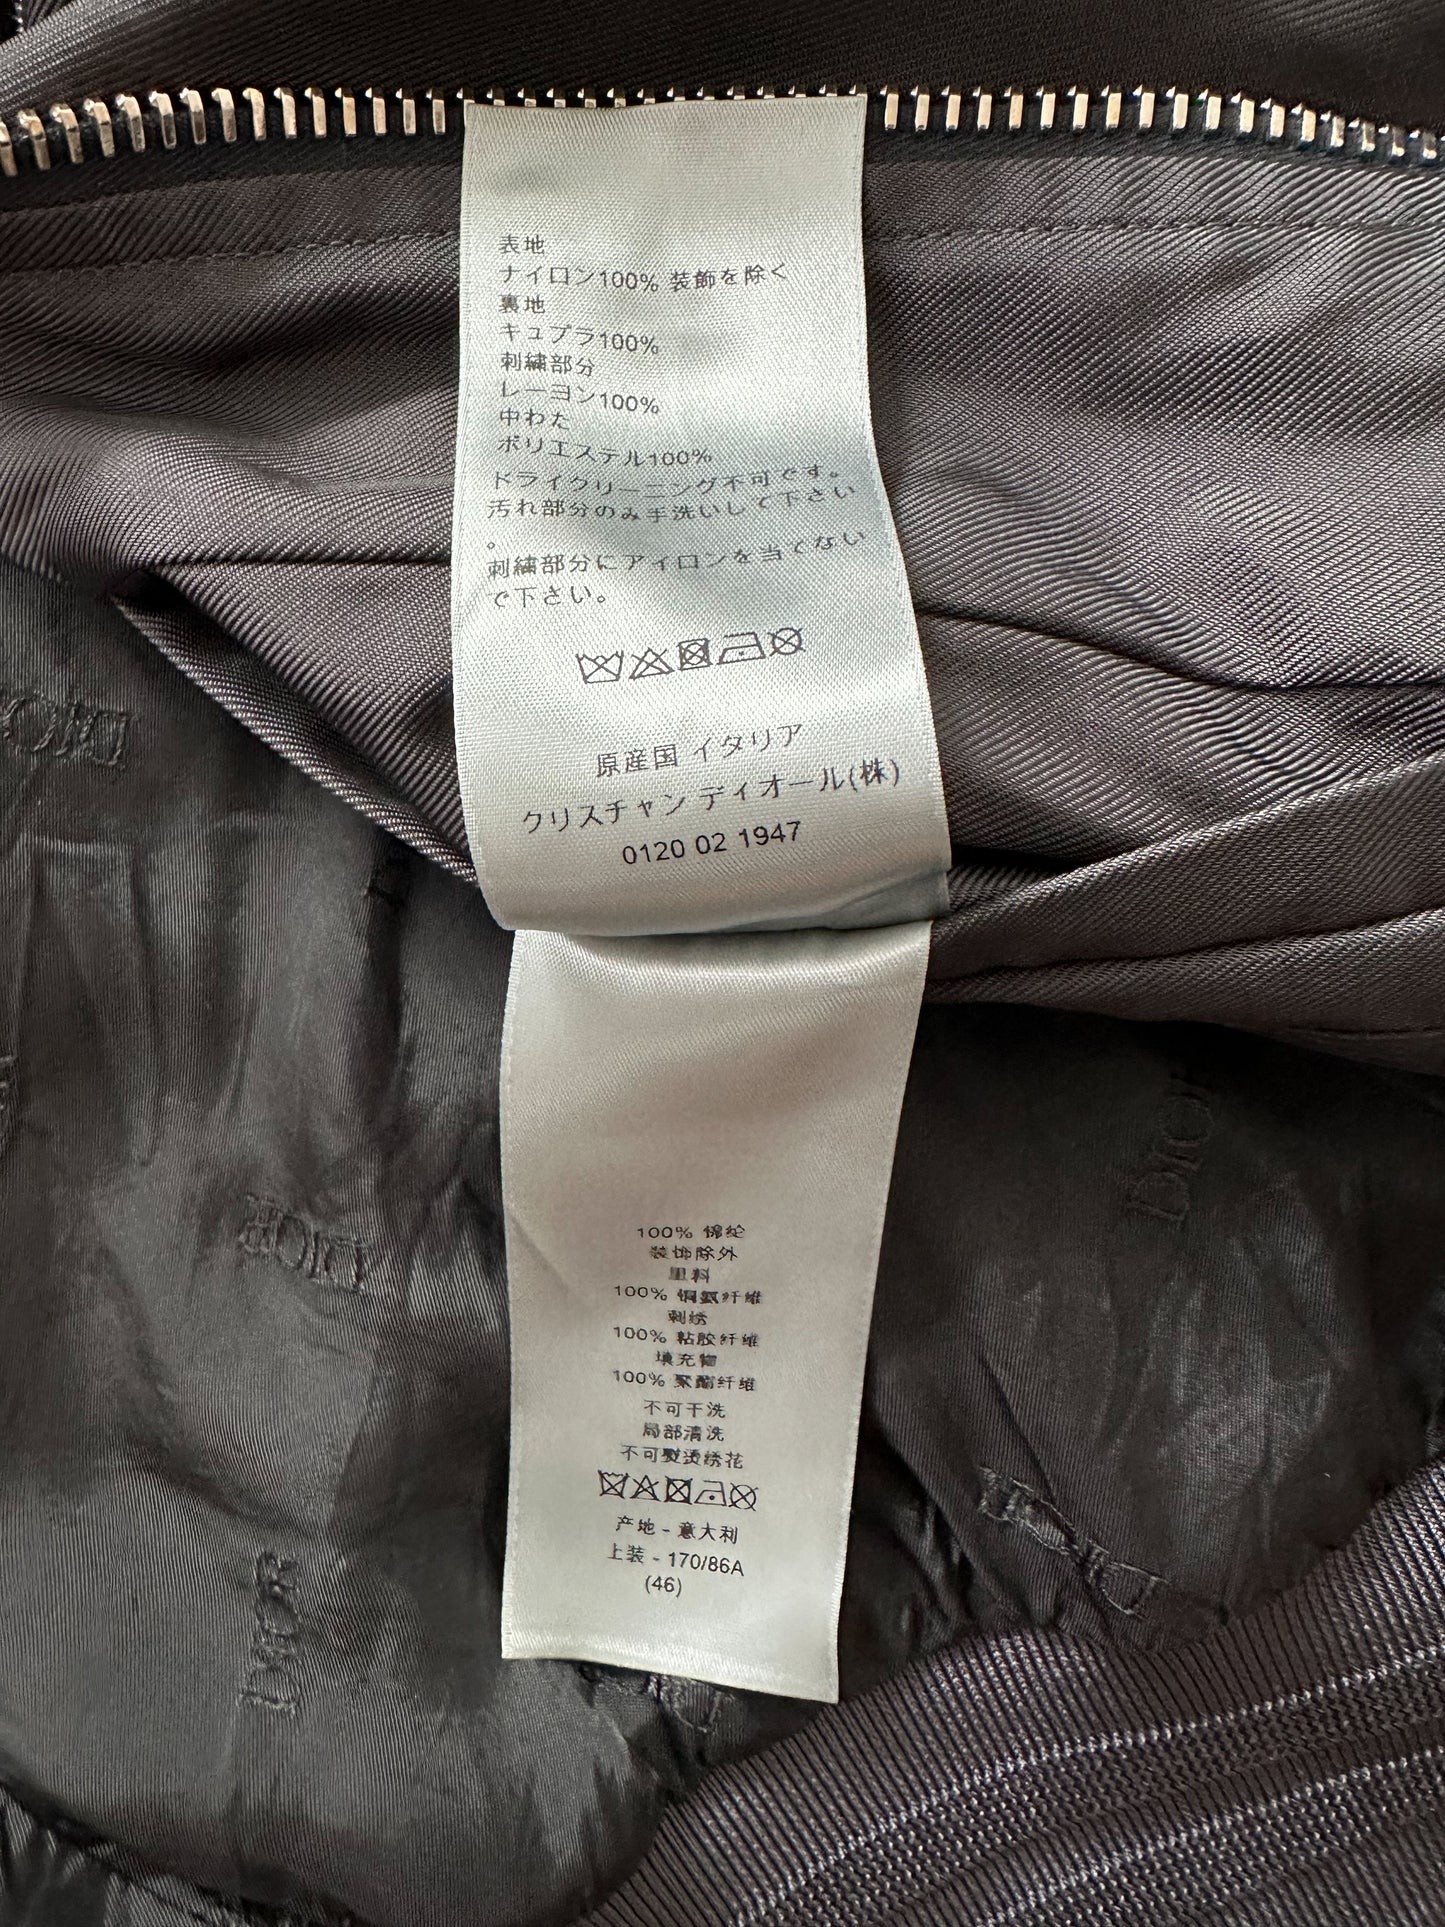 表地
ナイロン100% 装飾を除く
裏地
キュプラ100%
刺繍部分
レーヨン100%
中わた
ポリエステル100%
ドライクリーニング不可です。
汚れ部分のみ手洗いして下さい
。
刺繍部分にアイロンを当てない
で下さい。
原産国 イタリア
クリスチャン ディオール(株)
0120 02 1947
100% 锦纶
装饰除外
里料
100% 铜氨纤维
刺绣
100% 粘胶纤维
填充物
100% 聚酯纤维
不可干洗
局部清洗
不可熨烫绣花
产地 - 意大利
上装 - 170/86A
(46)
DIOR
DIOR
DIOR
DIOR
DIOR